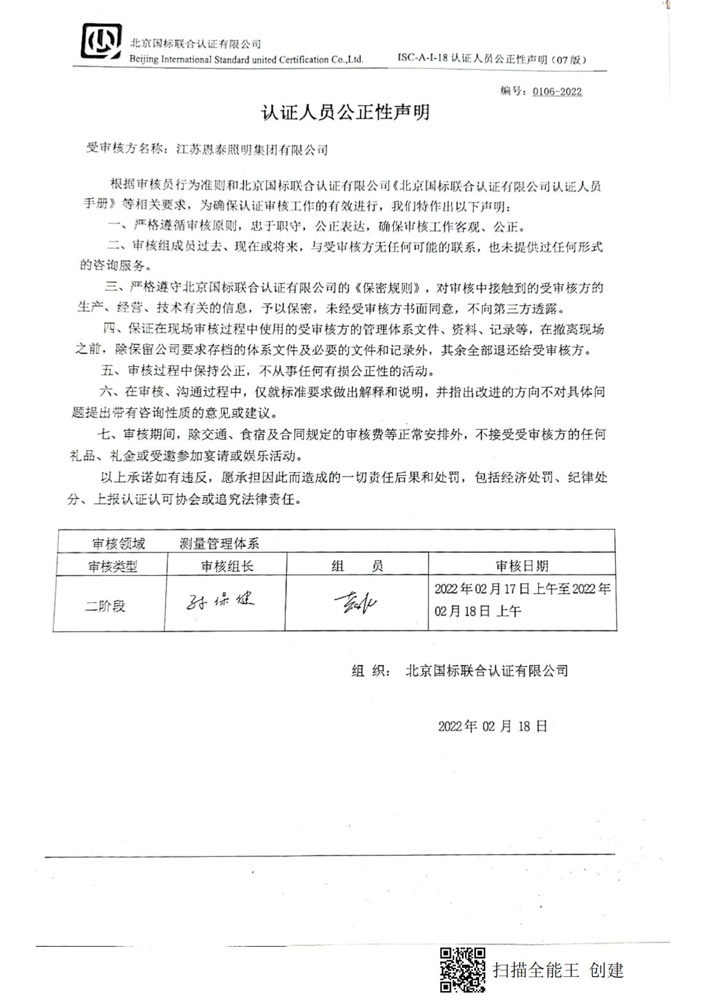 北京国标联合认证有限公司
Beijing International Standard united Certification Co.,Ltd.
ISC-A-I-18 认证人员公正性声明（07 版）
编号：0106-2022
认证人员公正性声明
受审核方名称：江苏恩泰照明集团有限公司
根据审核员行为准则和北京国标联合认证有限公司《北京国标联合认证有限公司认证人员
手册》等相关要求，为确保认证审核工作的有效进行，我们特作出以下声明：
一、严格遵循审核原则，忠于职守，公正表达，确保审核工作客观、公正。
二、审核组成员过去、现在或将来，与受审核方无任何可能的联系，也未提供过任何形式
的咨询服务。
三、严格遵守北京国标联合认证有限公司的《保密规则》，对审核中接触到的受审核方的
生产、经营、技术有关的信息，予以保密，未经受审核方书面同意，不向第三方透露。
四、保证在现场审核过程中使用的受审核方的管理体系文件、资料、记录等，在撤离现场
之前，除保留公司要求存档的体系文件及必要的文件和记录外，其余全部退还给受审核方。
五、审核过程中保持公正，不从事任何有损公正性的活动。
六、在审核、沟通过程中，仅就标准要求做出解释和说明，并指出改进的方向不对具体问
题提出带有咨询性质的意见或建议。
七、审核期间，除交通、食宿及合同规定的审核费等正常安排外，不接受受审核方的任何
礼品、礼金或受邀参加宴请或娱乐活动。
以上承诺如有违反，愿承担因此而造成的一切责任后果和处罚，包括经济处罚、纪律处
分、上报认证认可协会或追究法律责任。
审核领域 测量管理体系
审核类型 审核组长 组 员 审核日期
二阶段 孙保健 2022年02月17日上午至2022年
02月18日 上午
组 织： 北京国标联合认证有限公司
2022年 02 月 18 日
扫描全能王 创建